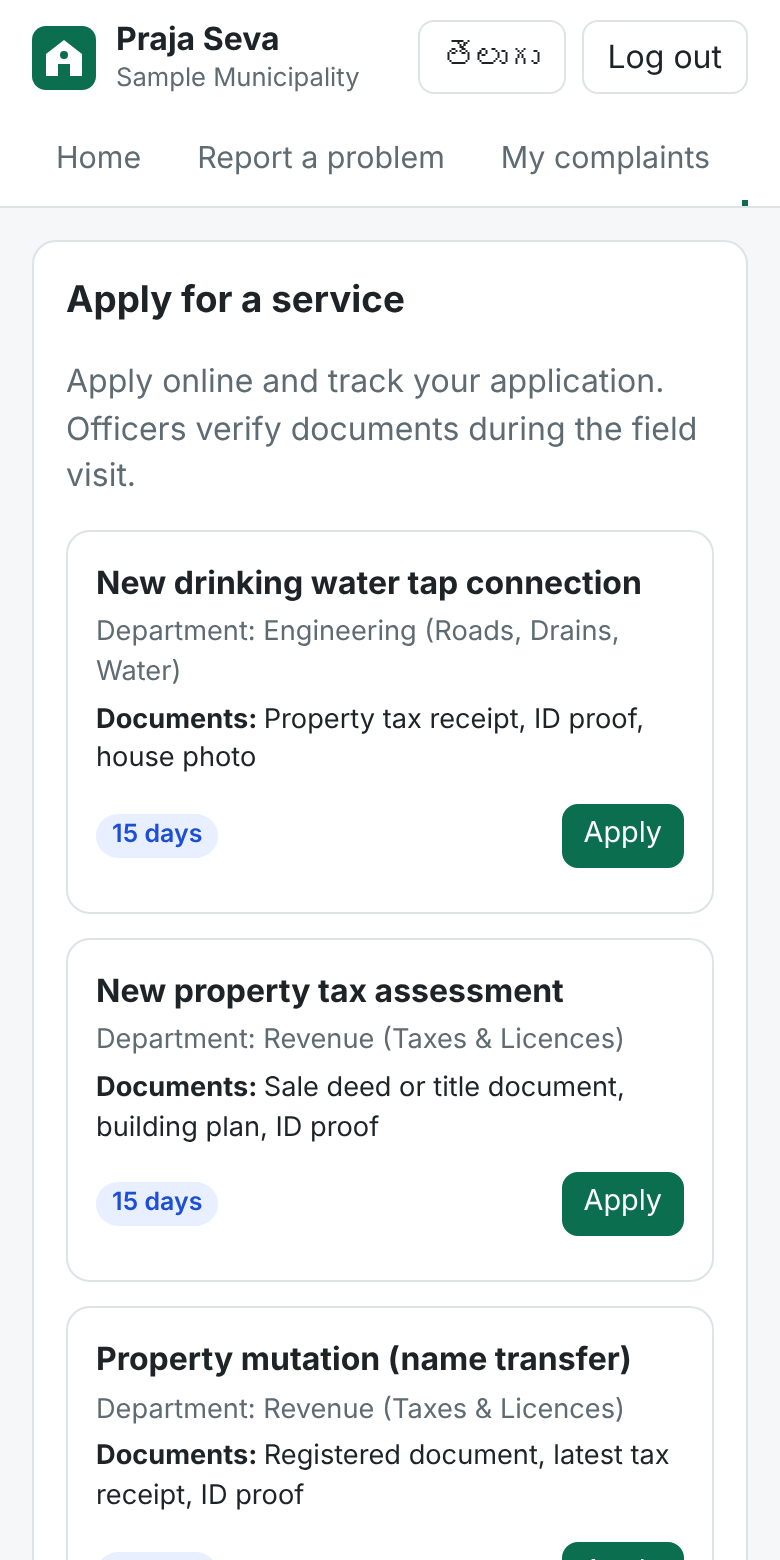 Praja Seva
Sample Municipality
తెలుగు
Log out
Home
Report a problem
My complaints
Apply for a service
Apply online and track your application.
Officers verify documents during the field
visit.
New drinking water tap connection
Department: Engineering (Roads, Drains,
Water)
Documents: Property tax receipt, ID proof,
house photo
15 days
Apply
New property tax assessment
Department: Revenue (Taxes & Licences)
Documents: Sale deed or title document,
building plan, ID proof
15 days
Apply
Property mutation (name transfer)
Department: Revenue (Taxes & Licences)
Documents: Registered document, latest tax
receipt, ID proof